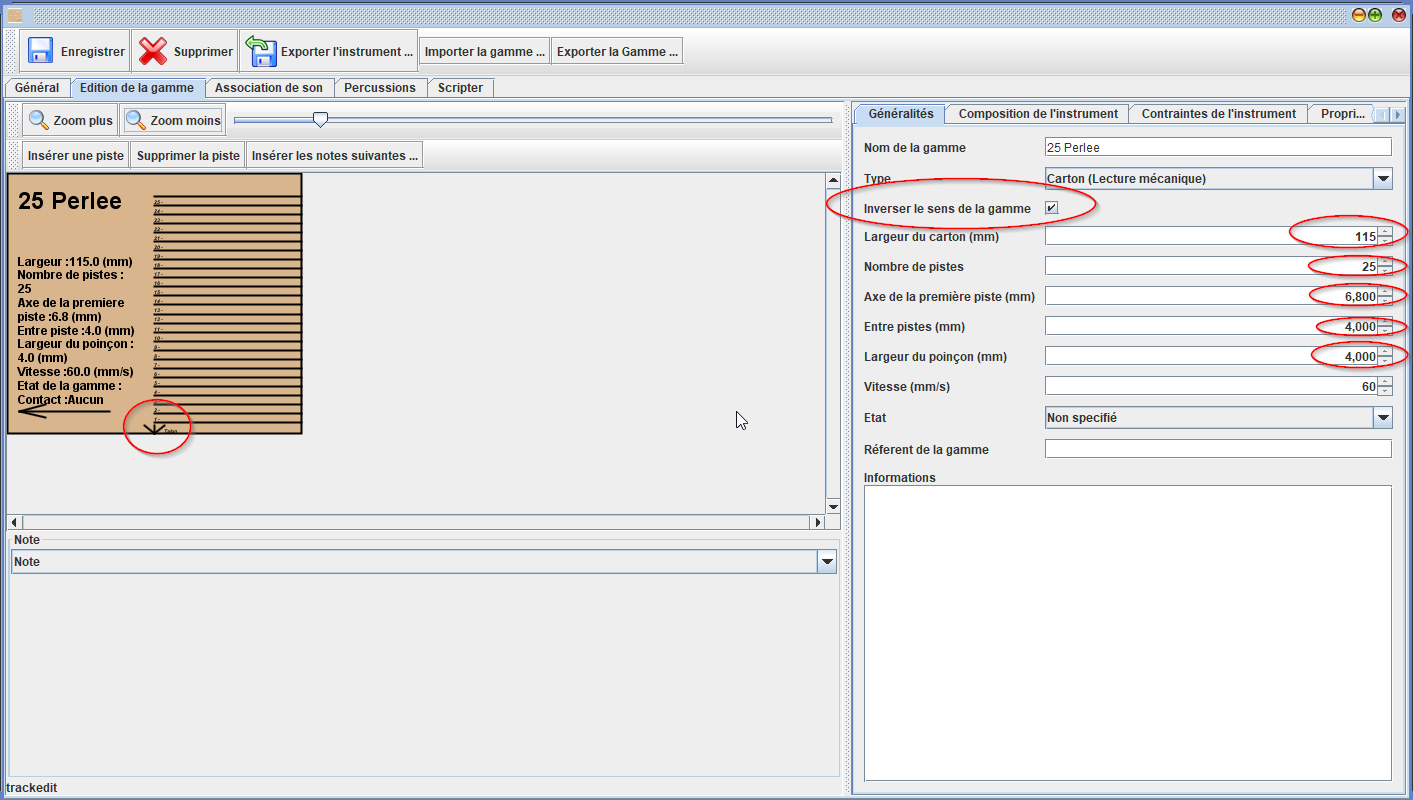 Enregistrer
Supprimer
Exporter l'instrument ...
Importer la gamme ...
Exporter la Gamme ...
Général
Edition de la gamme
Association de son
Percussions
Scripter
Zoom plus
Zoom moins
Insérer une piste
Supprimer la piste
Insérer les notes suivantes ...
25 Perlee
Largeur :115.0 (mm)
Nombre de pistes :
25
Axe de la premiere
piste :6.8 (mm)
Entre piste :4.0 (mm)
Largeur du poinçon :
4.0 (mm)
Vitesse :60.0 (mm/s)
Etat de la gamme :
Contact :Aucun
Note
Note
trackedit
Généralités
Composition de l'instrument
Contraintes de l'instrument
Propri...
Nom de la gamme
25 Perlee
Type
Carton (Lecture mécanique)
Inverser le sens de la gamme
Largeur du carton (mm)
115
Nombre de pistes
25
Axe de la première piste (mm)
6,800
Entre pistes (mm)
4,000
Largeur du poinçon (mm)
4,000
Vitesse (mm/s)
60
Etat
Non specifié
Réferent de la gamme
Informations